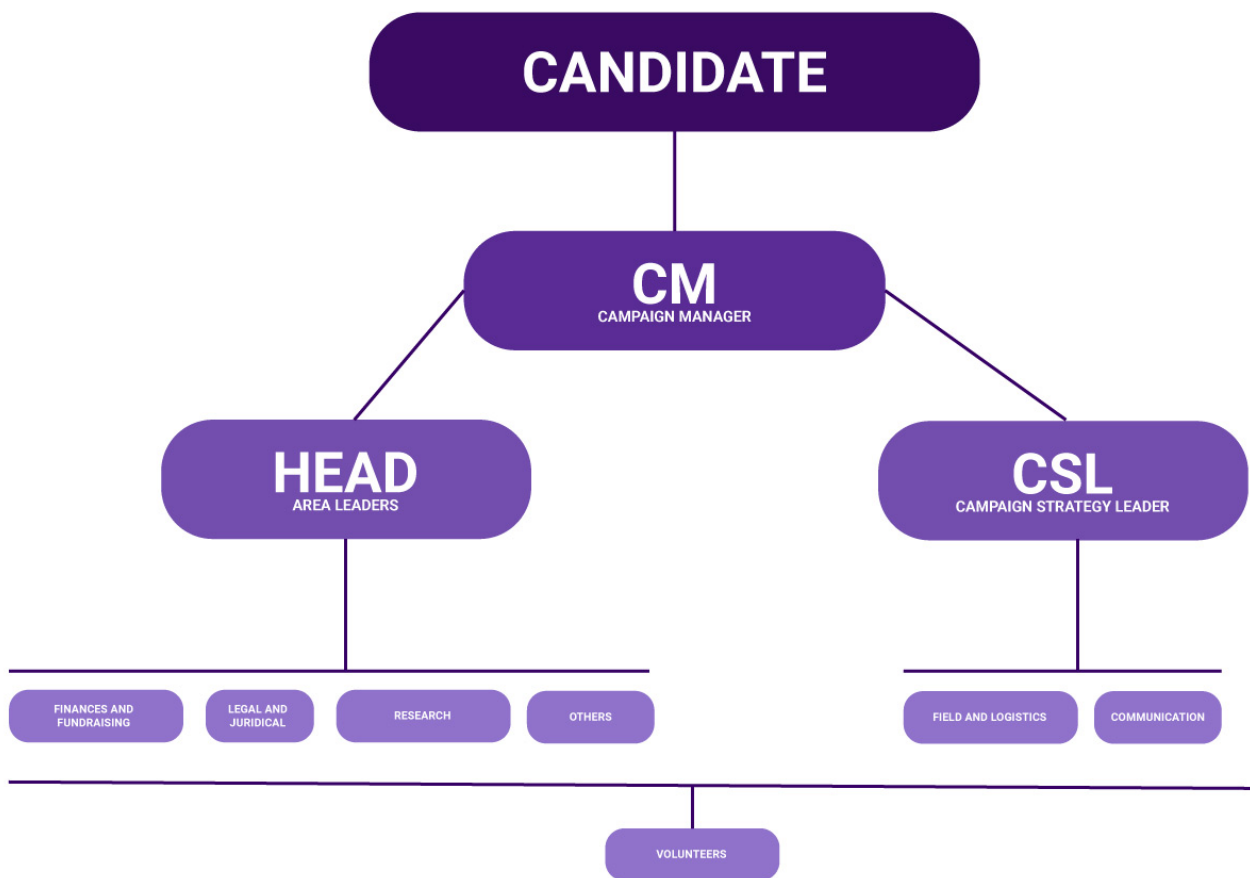 CANDIDATE
CM
CAMPAIGN MANAGER
HEAD
AREA LEADERS
CSL
CAMPAIGN STRATEGY LEADER
FINANCES AND
FUNDRAISING
LEGAL AND
JURIDICAL
RESEARCH
OTHERS
FIELD AND LOGISTICS
COMMUNICATION
VOLUNTEERS